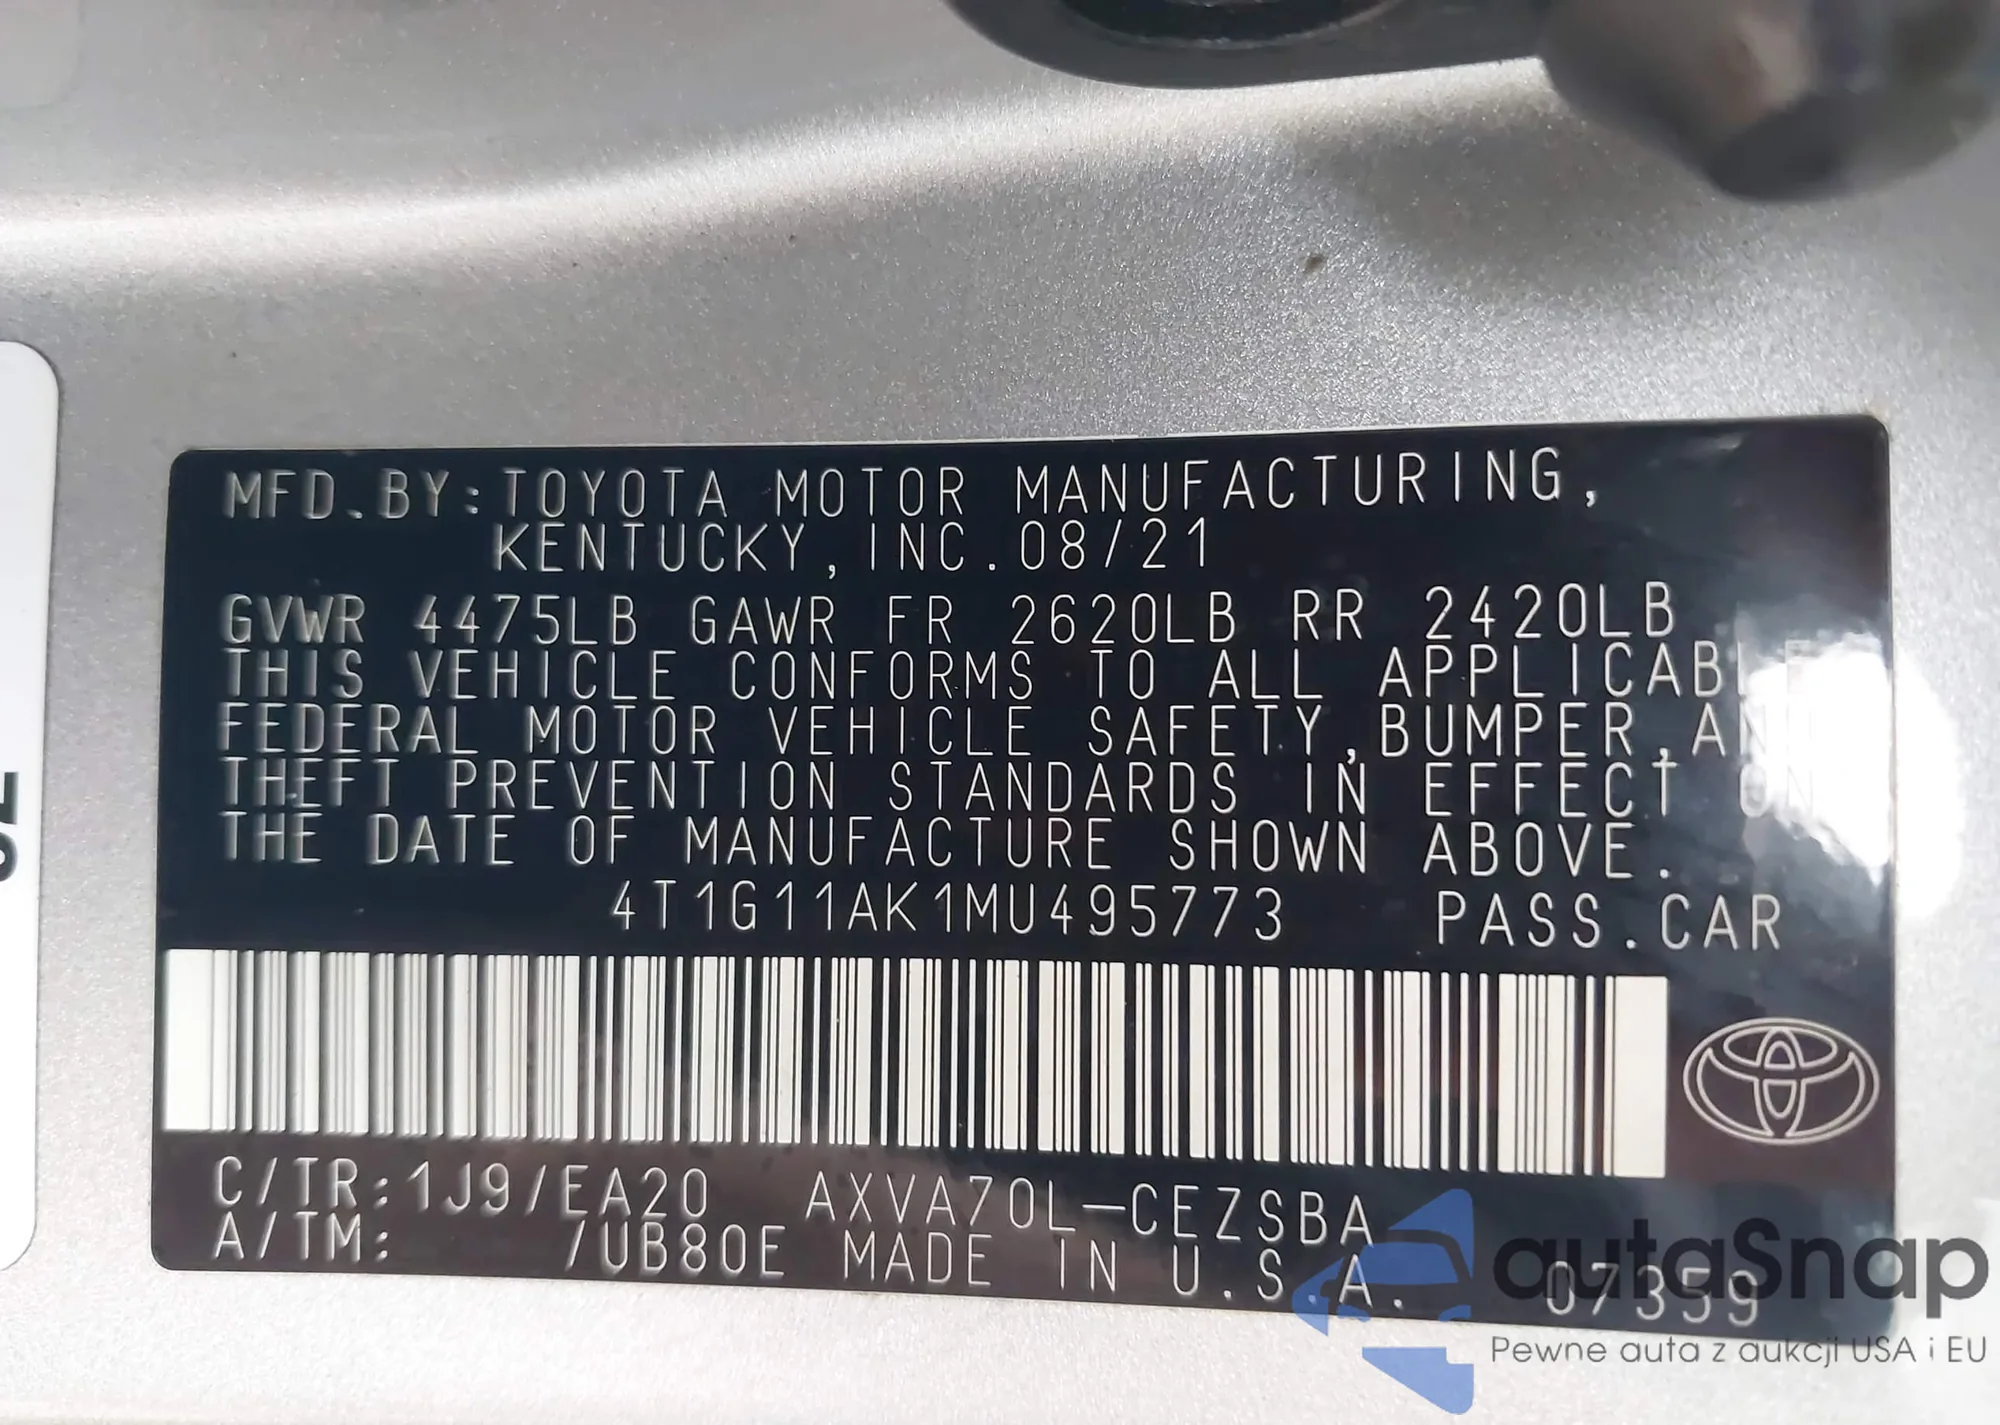 MFD.BY:TOYOTA MOTOR MANUFACTURING,
KENTUCKY, INC. 08/21
GVWR 4475LB GAWR FR 2620LB RR 2420LB
THIS VEHICLE CONFORMS TO ALL APPLICABLE
FEDERAL MOTOR VEHICLE SAFETY, BUMPER, AND
THEFT PREVENTION STANDARDS IN EFFECT ON
THE DATE OF MANUFACTURE SHOWN ABOVE.
4T1G11AK1MU495773 PASS.CAR
C/TR:1J9/EA20 AXVA70L-CEZSBA
A/TM: /UB80E MADE IN U.S.A. 07359
autaSnap
Pewne auta z aukcji USA i EU